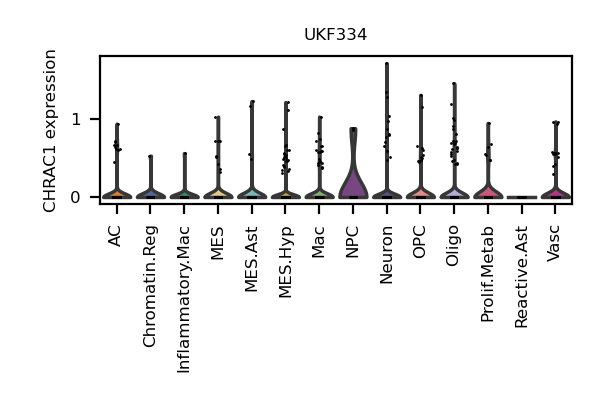 UKF334
CHRAC1 expression
1
0
AC
Chromatin.Reg
Inflammatory.Mac
MES
MES.Ast
MES.Hyp
Mac
NPC
Neuron
OPC
Oligo
Prolif.Metab
Reactive.Ast
Vasc